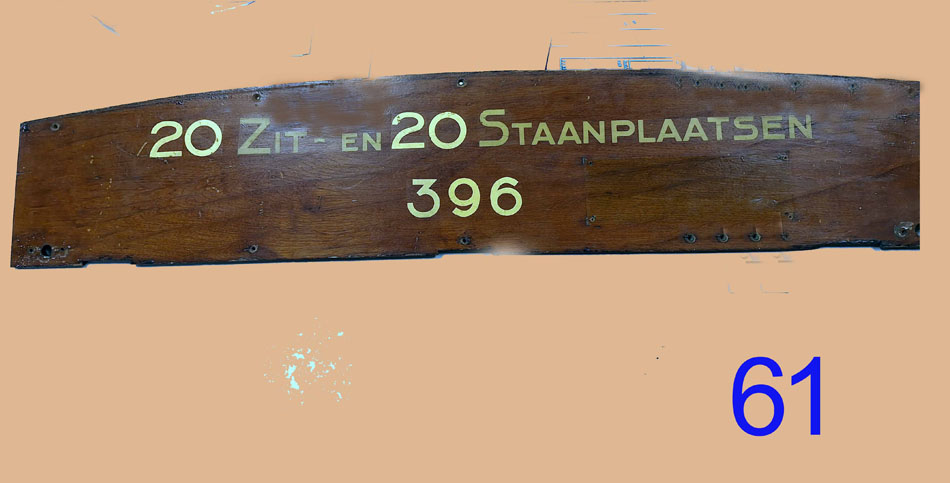 20 ZIT- EN 20 STAANPLAATSEN
396
61